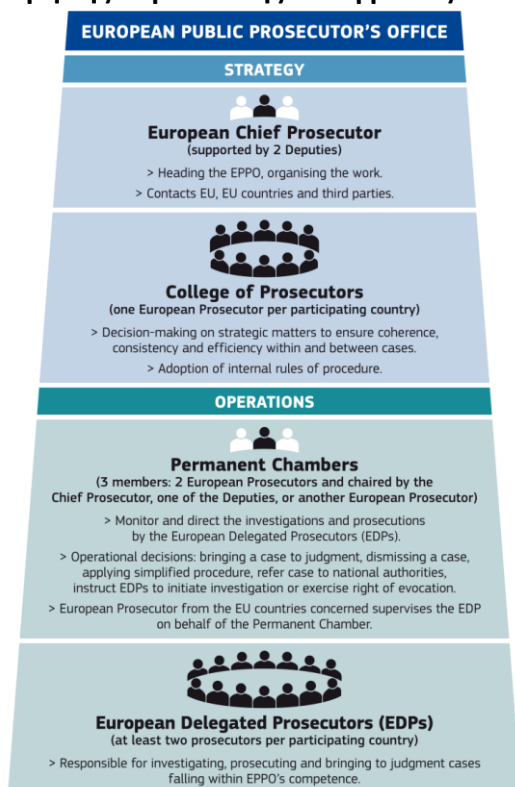 EUROPEAN PUBLIC PROSECUTOR'S OFFICE
STRATEGY
European Chief Prosecutor
(supported by 2 Deputies)
> Heading the EPPO, organising the work.
> Contacts EU, EU countries and third parties.
College of Prosecutors
(one European Prosecutor per participating country)
> Decision-making on strategic matters to ensure coherence,
consistency and efficiency within and between cases.
> Adoption of internal rules of procedure.
OPERATIONS
Permanent Chambers
(3 members: 2 European Prosecutors and chaired by the
Chief Prosecutor, one of the Deputies, or another European Prosecutor)
> Monitor and direct the investigations and prosecutions
by the European Delegated Prosecutors (EDPs).
> Operational decisions: bringing a case to judgment, dismissing a case,
applying simplified procedure, refer case to national authorities,
instruct EDPs to initiate investigation or exercise right of evocation.
> European Prosecutor from the EU countries concerned supervises the EDP
on behalf of the Permanent Chamber.
European Delegated Prosecutors (EDPs)
(at least two prosecutors per participating country)
> Responsible for investigating, prosecuting and bringing to judgment cases
falling within EPPO's competence.